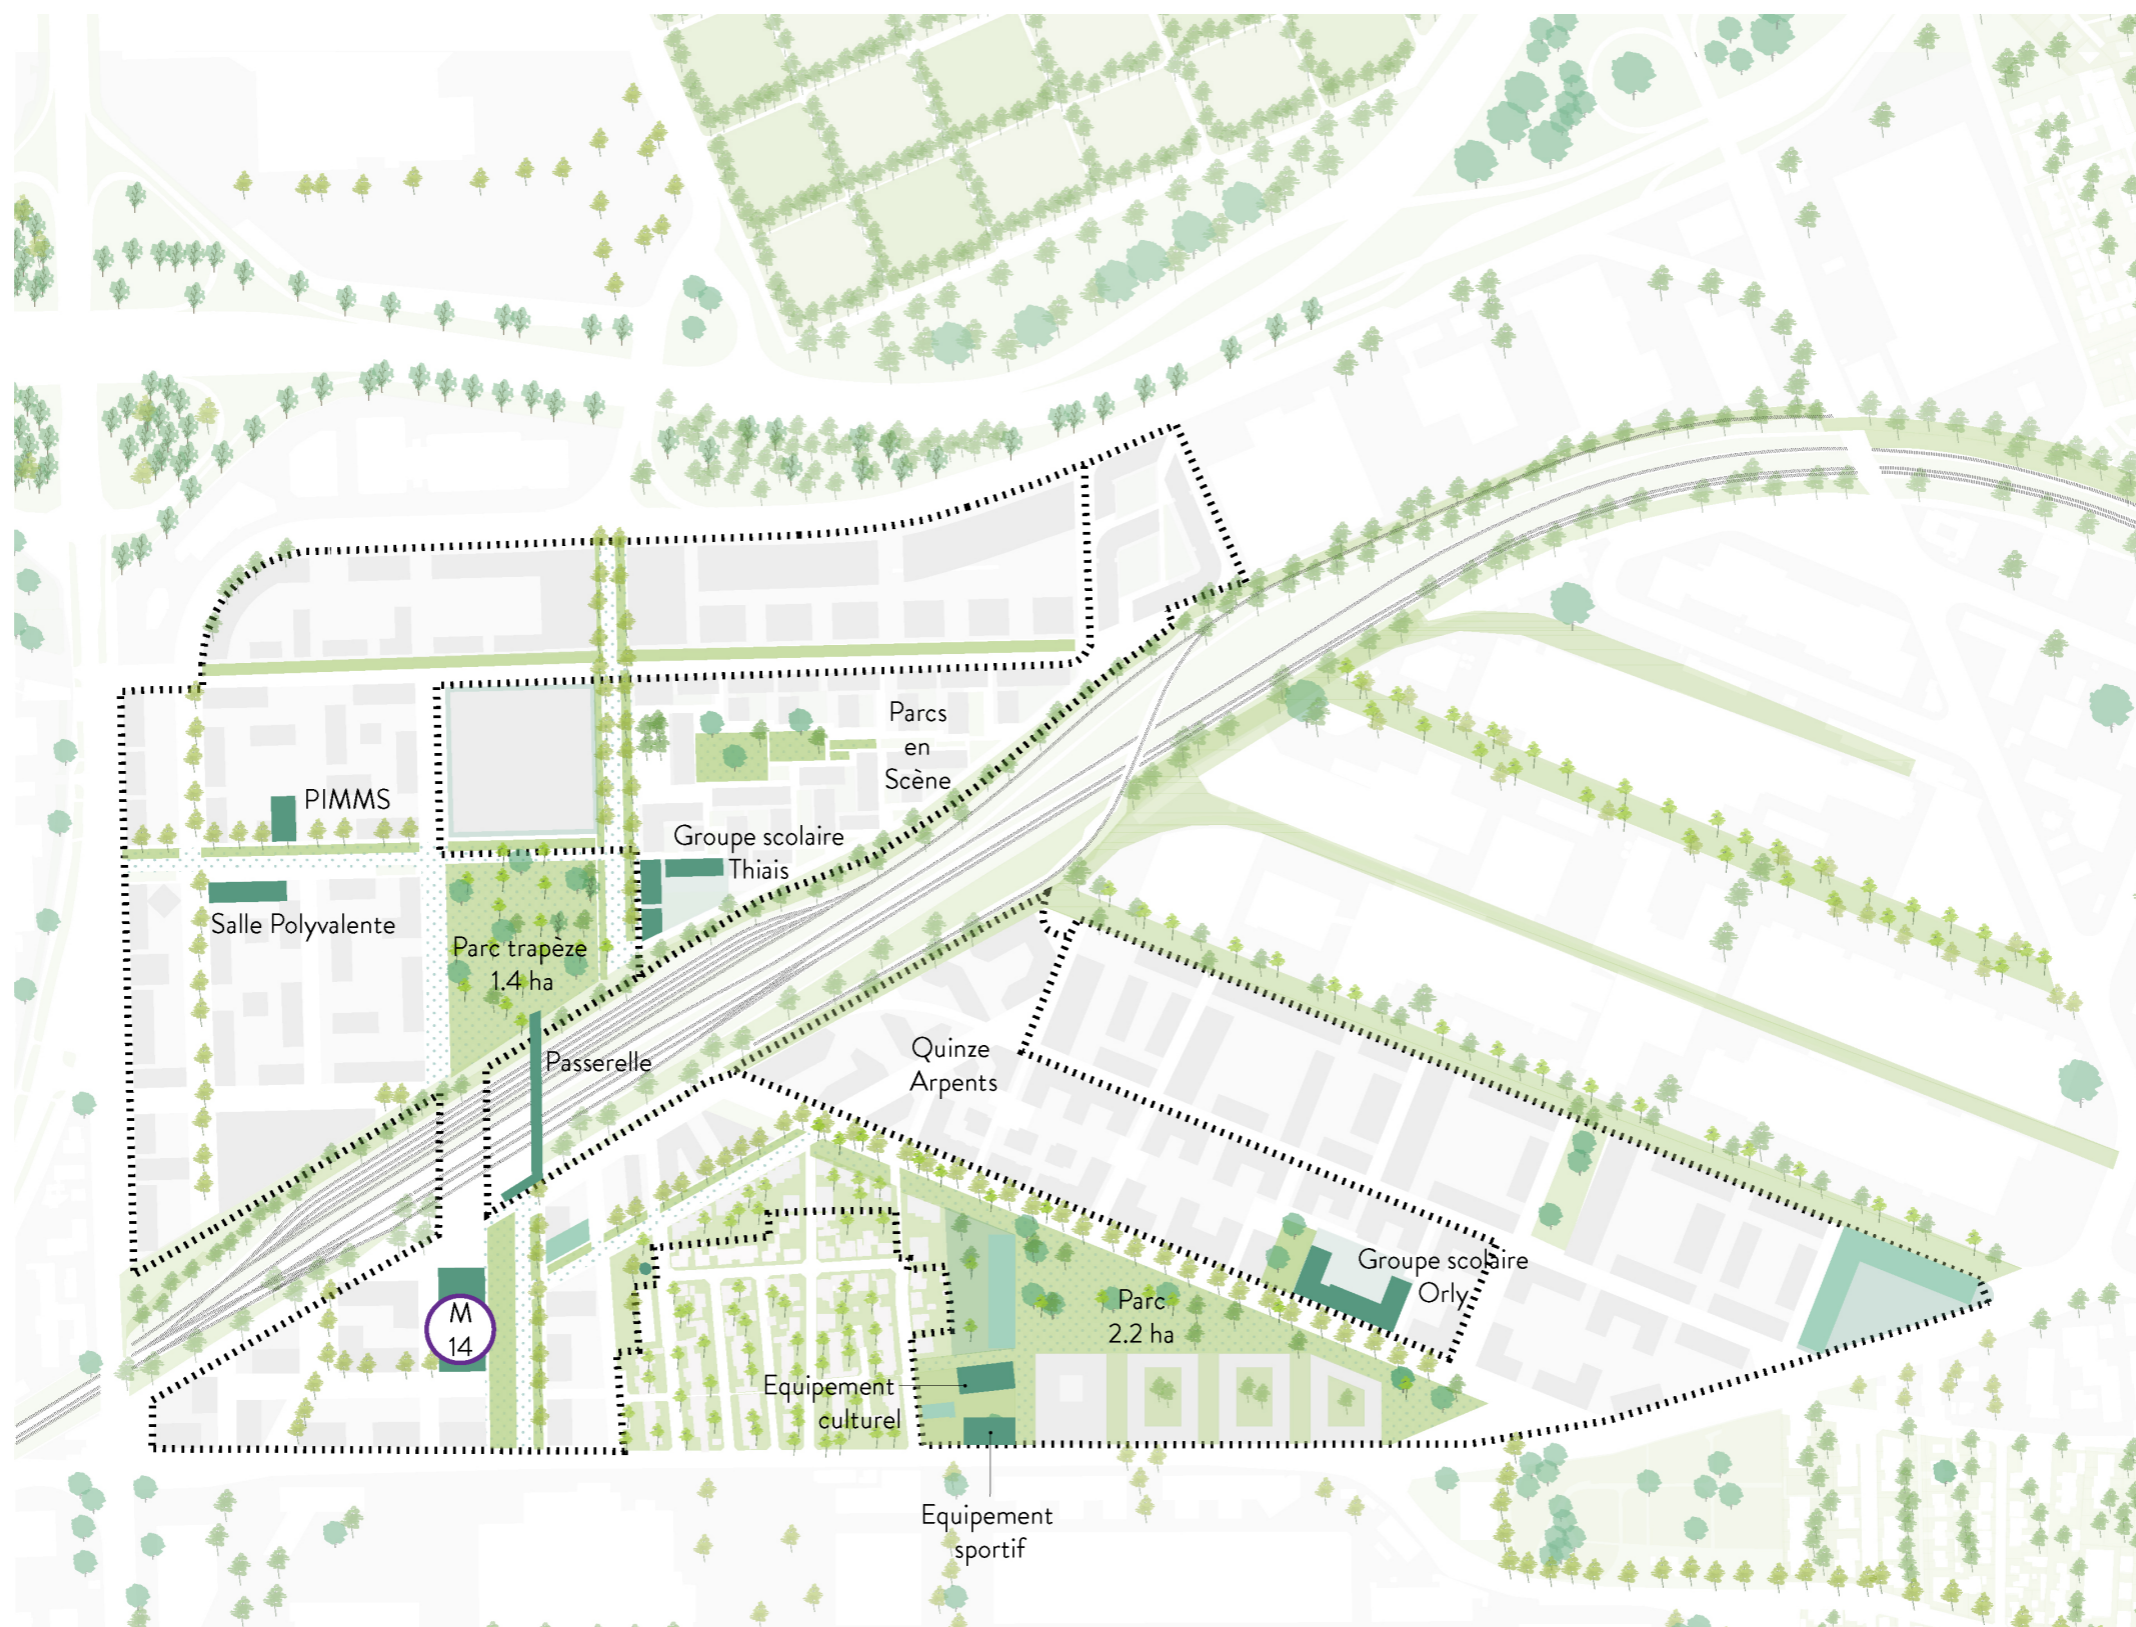 Parcs
en
Scène
PIMMS
Groupe scolaire
Thiais
Salle Polyvalente
Parc trapèze
1.4 ha
Passerelle
Quinze
Arpents
Groupe scolaire
Orly
M
14
Parc
2.2 ha
Equipement
culturel
Equipement
sportif